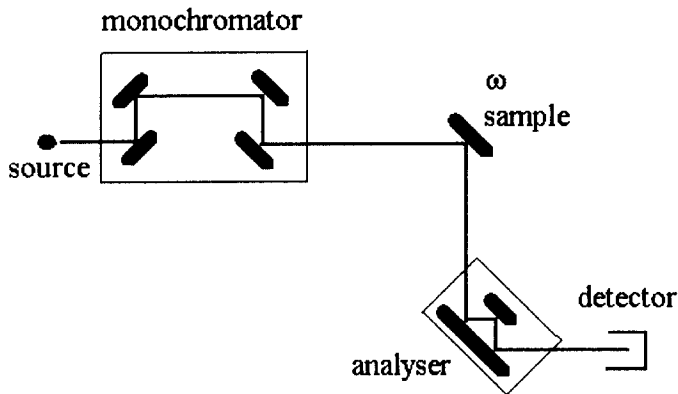 monochromator
ω
sample
source
detector
analyser